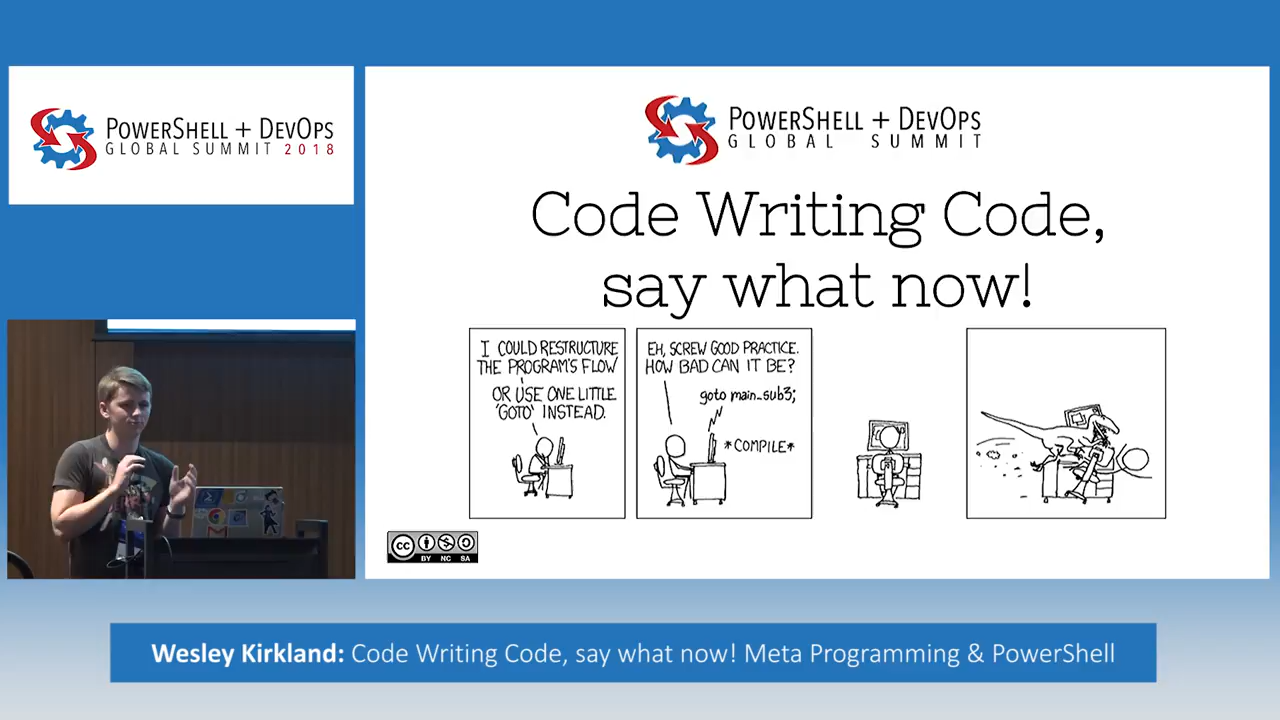 POWERSHELL + DEVOPS
GLOBAL SUMMIT 2018
POWERSHELL + DEVOPS
GLOBAL SUMMIT
Code Writing Code,
say what now!
I COULD RESTRUCTURE
THE PROGRAM'S FLOW
OR USE ONE LITTLE
'GOTO' INSTEAD.
EH, SCREW GOOD PRACTICE.
HOW BAD CAN IT BE?
goto main_sub3;
*COMPILE*
cc
BY NC SA
Wesley Kirkland: Code Writing Code, say what now! Meta Programming & PowerShell